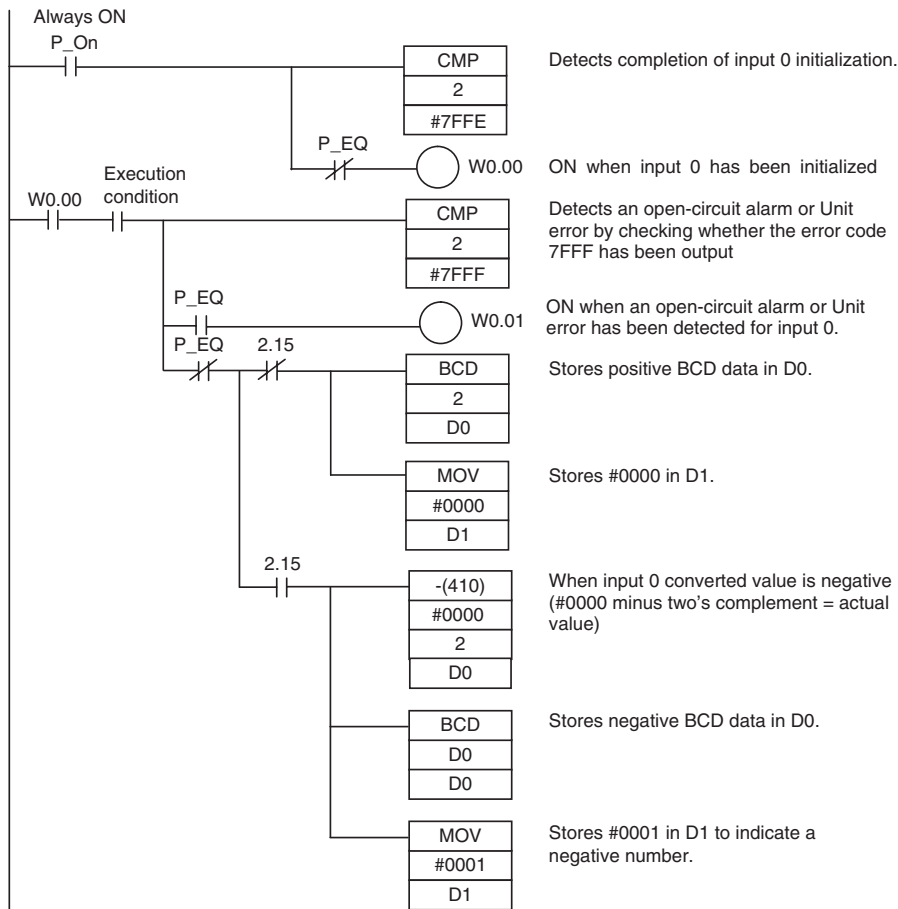 Always ON
P_On
CMP
2
#7FFE
Detects completion of input 0 initialization.
P_EQ
W0.00
ON when input 0 has been initialized
Execution
condition
W0.00
CMP
2
#7FFF
Detects an open-circuit alarm or Unit
error by checking whether the error code
7FFF has been output
P_EQ
W0.01
ON when an open-circuit alarm or Unit
error has been detected for input 0.
P_EQ
2.15
BCD
2
D0
Stores positive BCD data in D0.
MOV
#0000
D1
Stores #0000 in D1.
2.15
-(410)
#0000
2
D0
When input 0 converted value is negative
(#0000 minus two's complement = actual
value)
BCD
D0
D0
Stores negative BCD data in D0.
MOV
#0001
D1
Stores #0001 in D1 to indicate a
negative number.